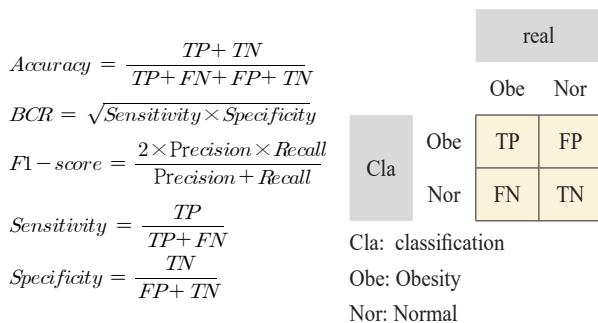 Accuracy = TP + TN / TP + FN + FP + TN
BCR = √Sensitivity × Specificity
F1 − score = 2 × Precision × Recall / Precision + Recall
Sensitivity = TP / TP + FN
Specificity = TN / FP + TN
real
Obe Nor
Cla
Obe TP FP
Nor FN TN
Cla: classification
Obe: Obesity
Nor: Normal